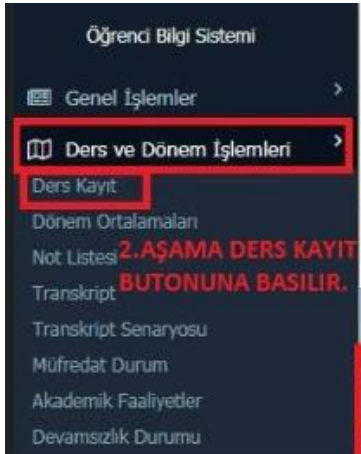 Öğrenci Bilgi Sistemi
Genel İşlemler
Ders ve Dönem İşlemleri
Ders Kayıt
Dönem Ortalamaları
Not Listesi
2.AŞAMA DERS KAYIT
BUTONUNA BASILIR.
Transkript
Transkript Senaryosu
Müfredat Durum
Akademik Faaliyetler
Devamsızlık Durumu